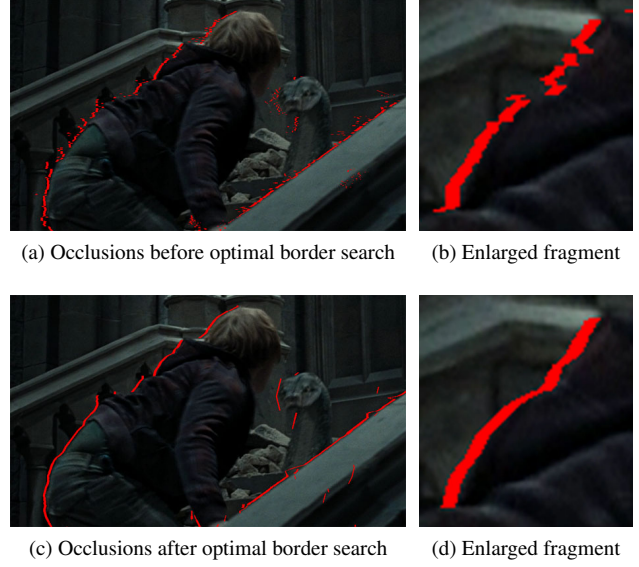 (a) Occlusions before optimal border search
(b) Enlarged fragment
(c) Occlusions after optimal border search
(d) Enlarged fragment